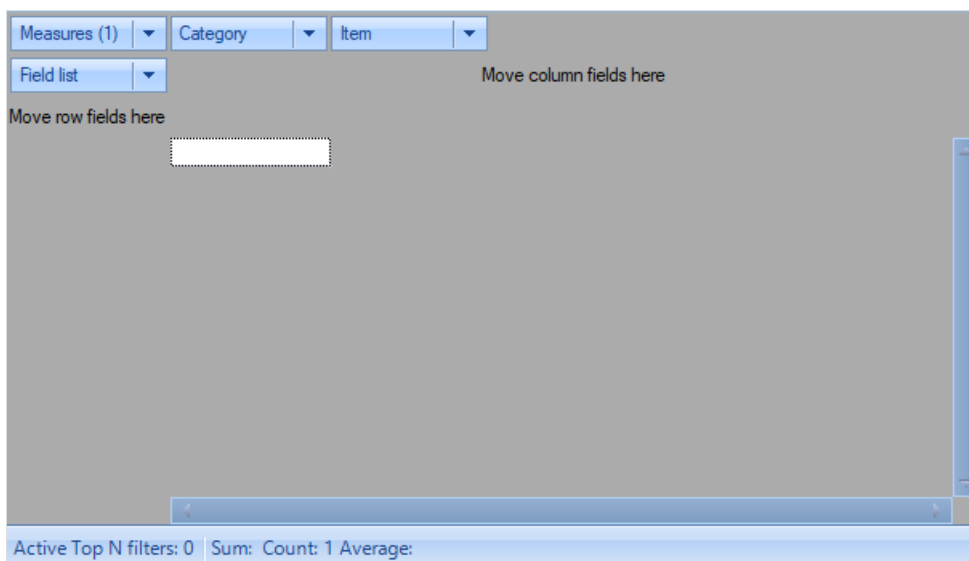 Measures (1) Category Item
Field list Move column fields here
Move row fields here
Active Top N filters: 0 Sum: Count: 1 Average: